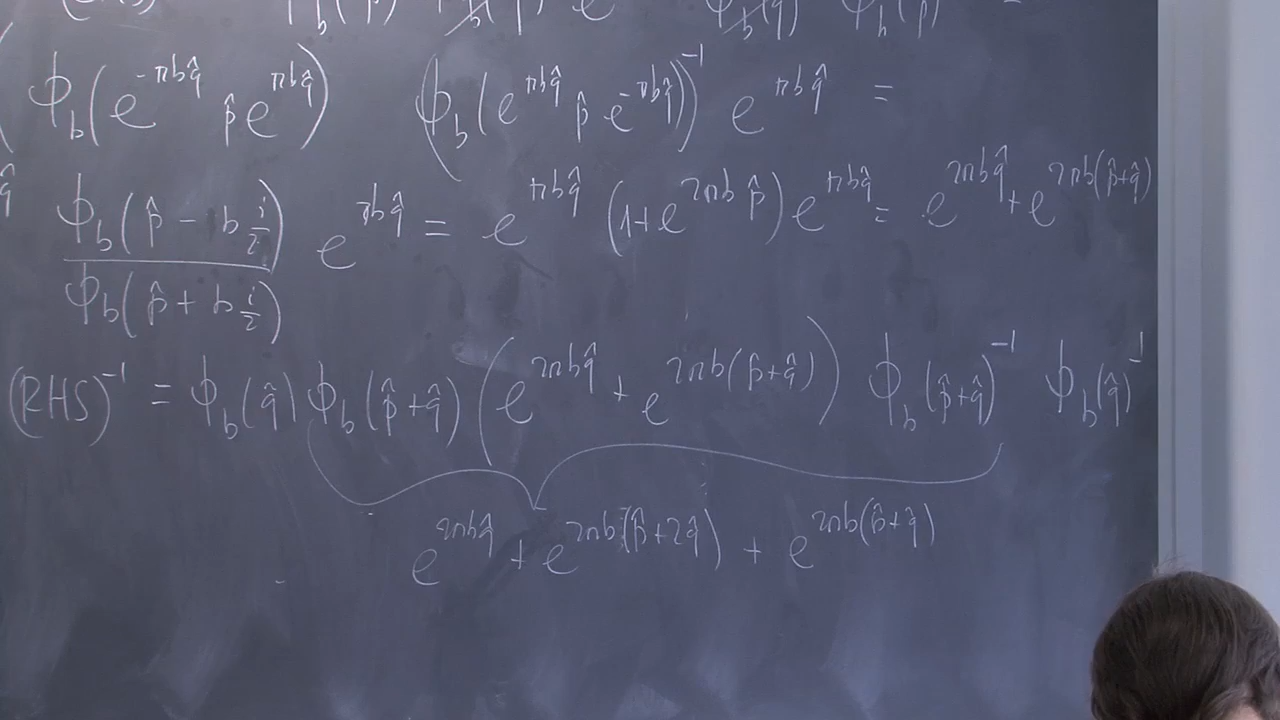 ϕ_b(e^{-πbq̂} p̂ e^{πbq̂}) (ϕ_b(e^{πbq̂} p̂ e^{-πbq̂}))^{-1} e^{πbq̂} =
ϕ_b(p̂ - b i/2) / ϕ_b(p̂ + b i/2) e^{πbq̂} = e^{πbq̂} (1+e^{2πbp̂}) e^{πbq̂} = e^{2πbq̂} + e^{2πb(p̂+q̂)}
(RHS)^{-1} = ϕ_b(q̂) ϕ_b(p̂+q̂) (e^{2πbq̂} + e^{2πb(p̂+q̂)}) ϕ_b(p̂+q̂)^{-1} ϕ_b(q̂)^{-1}
e^{2πbq̂} + e^{2πb(p̂+2q̂)} + e^{2πb(p̂+q̂)}